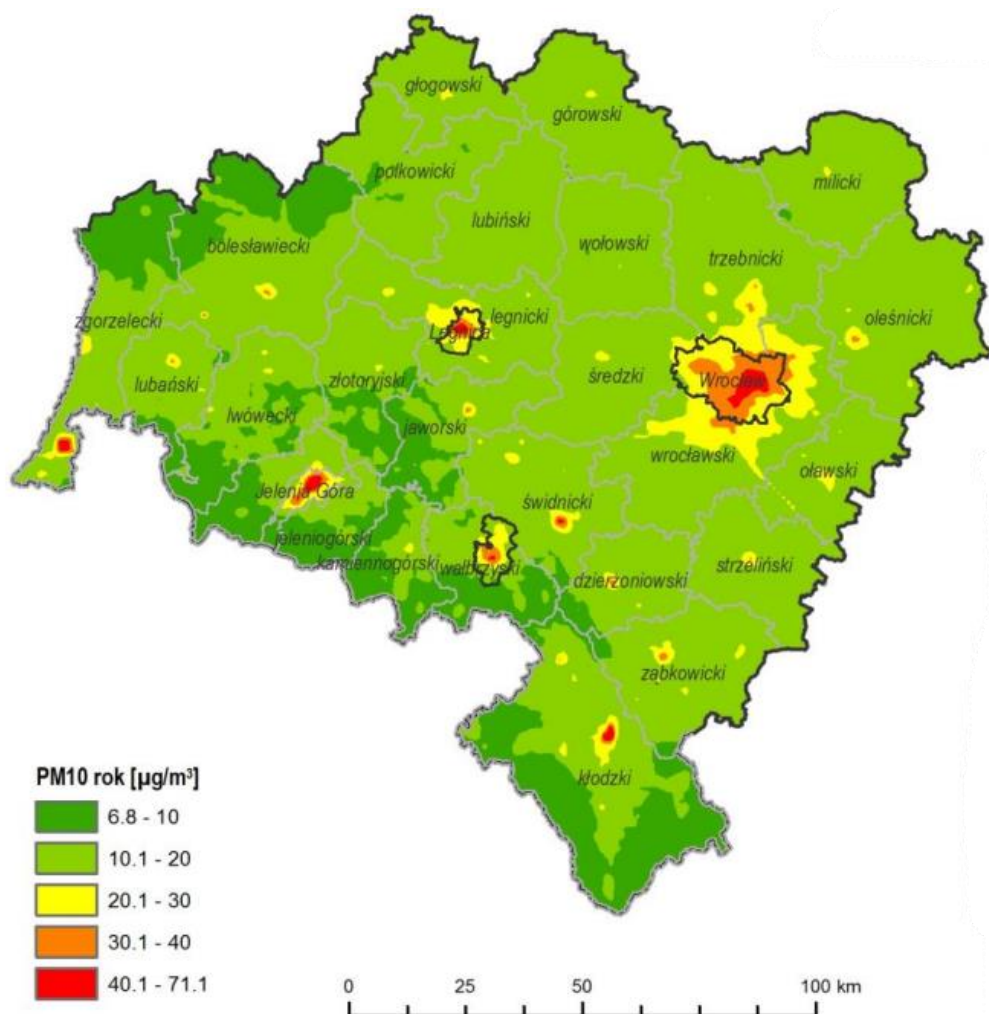 głogowski
górowski
polkowicki
milicki
lubiński
bolesławiecki
wołowski
trzebnicki
zgorzelecki
Legnica
legnicki
oleśnicki
lubański
złotoryjski
średzki
Wrocław
lwówecki
jaworski
wrocławski
oławski
Jelenia Góra
świdnicki
jeleniogórski
kamiennogórski
wałbrzyski
dzierżoniowski
strzeliński
ząbkowicki
kłodzki
PM10 rok [µg/m³]
6.8 - 10
10.1 - 20
20.1 - 30
30.1 - 40
40.1 - 71.1
0 25 50 100 km